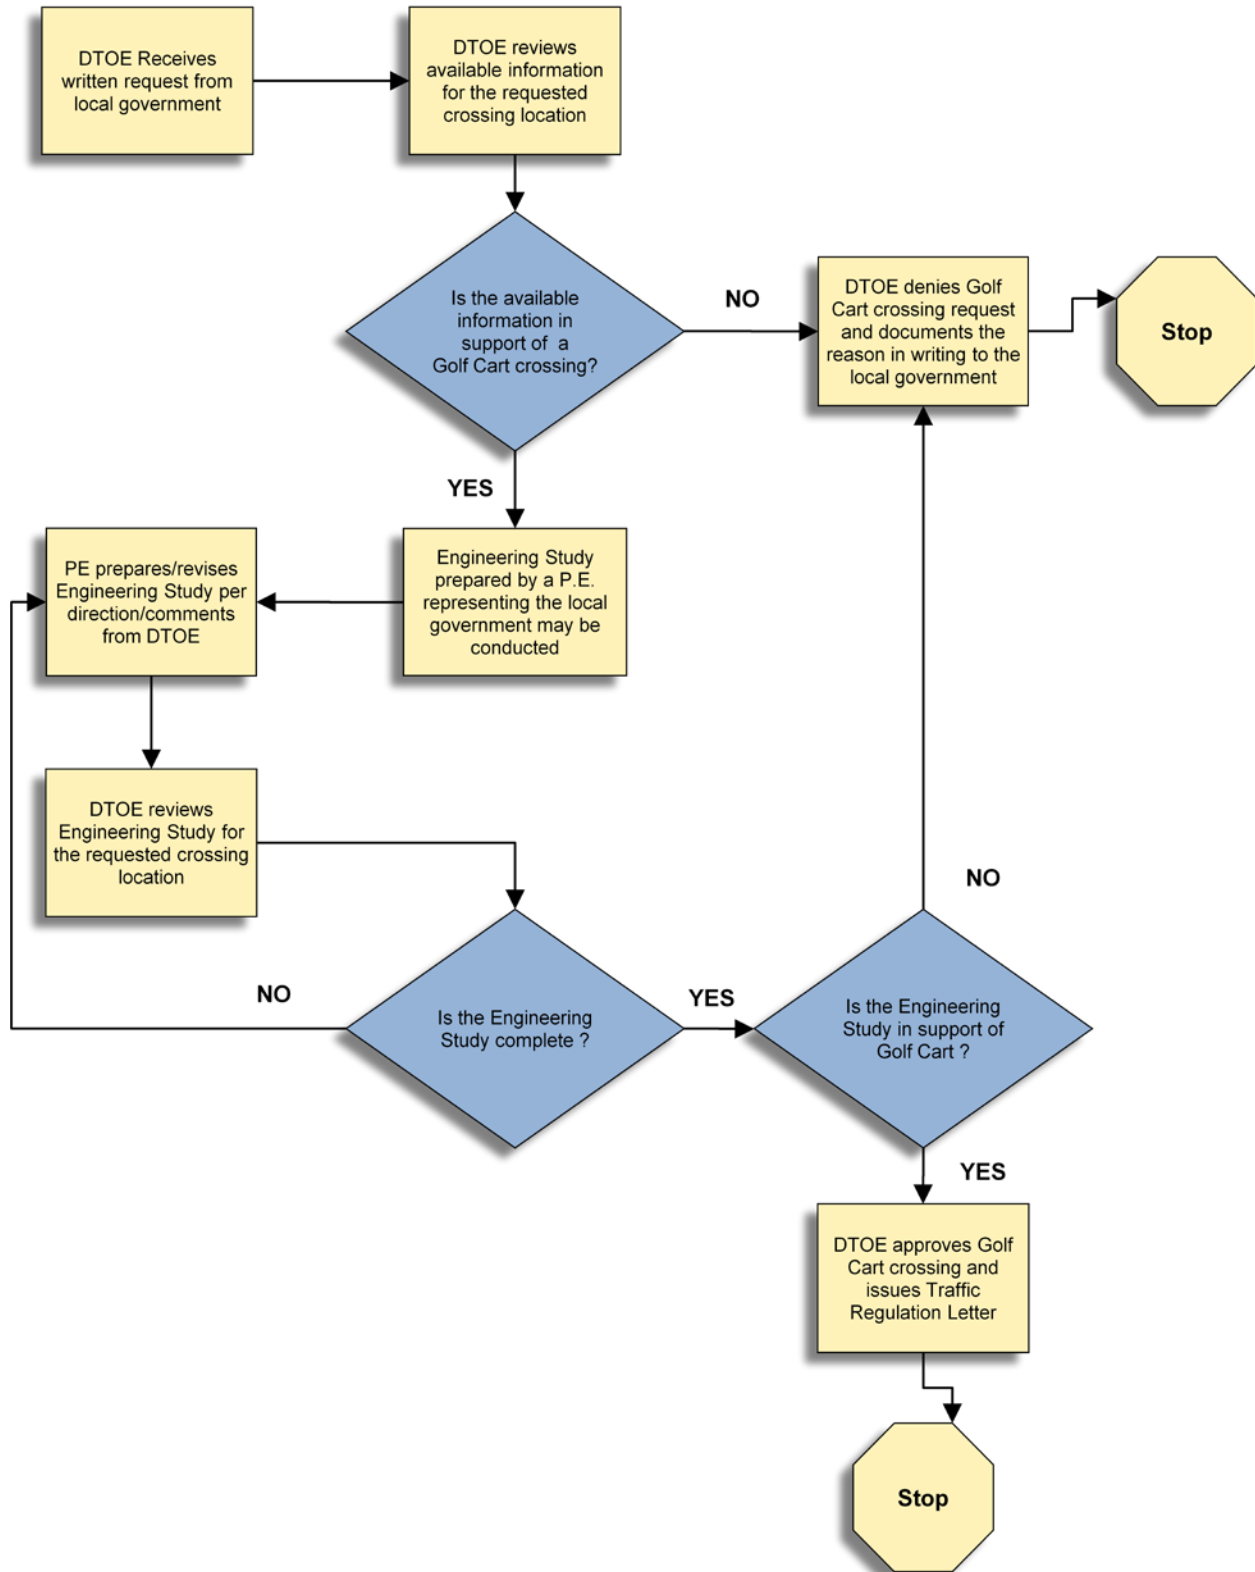 DTOE Receives
written request from
local government
DTOE reviews
available information
for the requested
crossing location
Is the available
information in
support of a
Golf Cart crossing?
NO
DTOE denies Golf
Cart crossing request
and documents the
reason in writing to the
local government
Stop
YES
PE prepares/revises
Engineering Study per
direction/comments
from DTOE
Engineering Study
prepared by a P.E.
representing the local
government may be
conducted
DTOE reviews
Engineering Study for
the requested crossing
location
NO
Is the Engineering
Study complete ?
YES
Is the Engineering
Study in support of
Golf Cart ?
NO
YES
DTOE approves Golf
Cart crossing and
issues Traffic
Regulation Letter
Stop